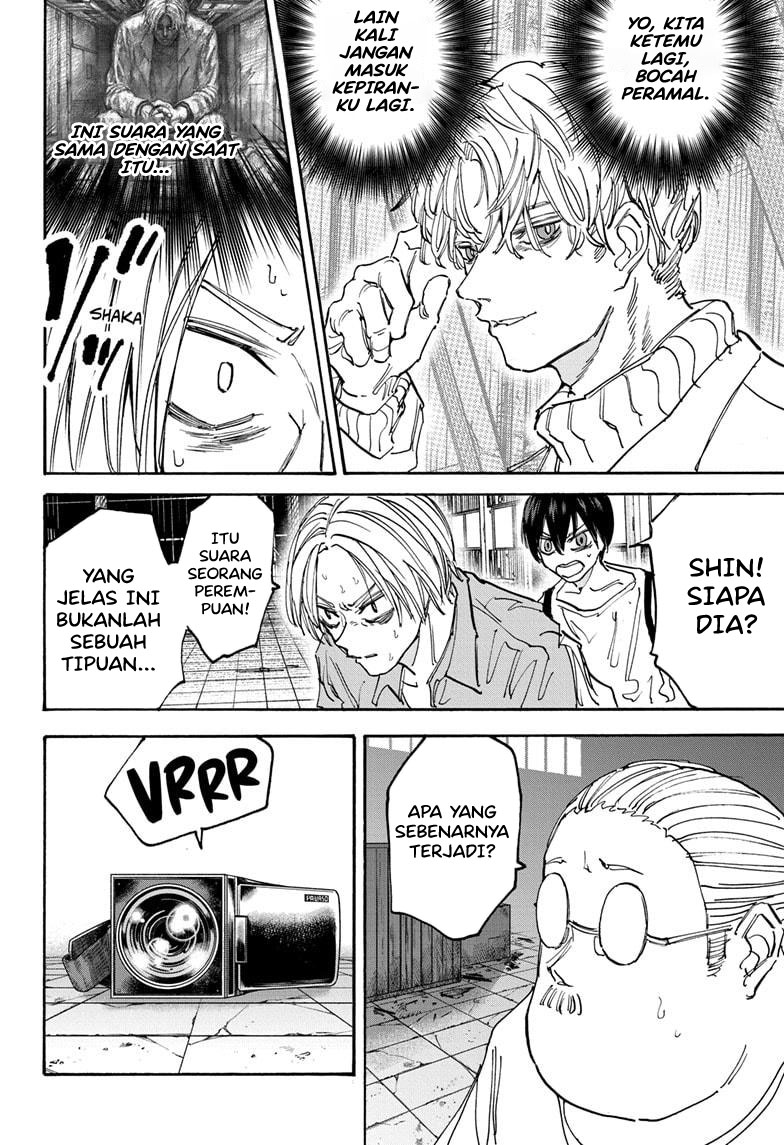 YO, KITA
KETEMU
LAGI,
BOCAH
PERAMAL.
LAIN
KALI
JANGAN
MASUK
KEPIRAN-
KU LAGI.
INI SUARA YANG
SAMA DENGAN SAAT
ITU...
SHAKA
SHIN!
SIAPA
DIA?
ITU
SUARA
SEORANG
PEREM-
PUAN!
YANG
JELAS INI
BUKANLAH
SEBUAH
TIPUAN...
APA YANG
SEBENARNYA
TERJADI?
VRRR